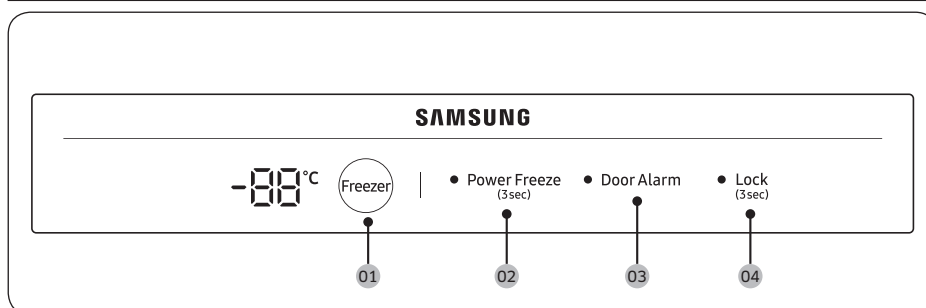 SAMSUNG
-88°C Freezer Power Freeze Door Alarm Lock
(3sec) (3sec)
01 02 03 04